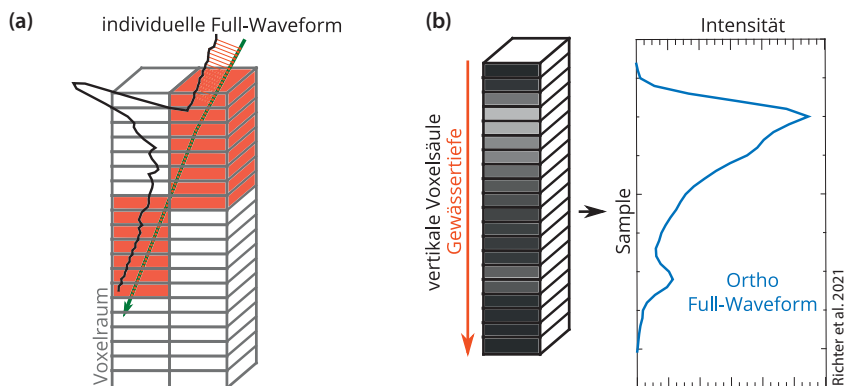 (a)
individuelle Full-Waveform
Voxelraum
(b)
vertikale Voxelsäule
Gewässertiefe
Intensität
Sample
Ortho
Full-Waveform
Richter et al. 2021